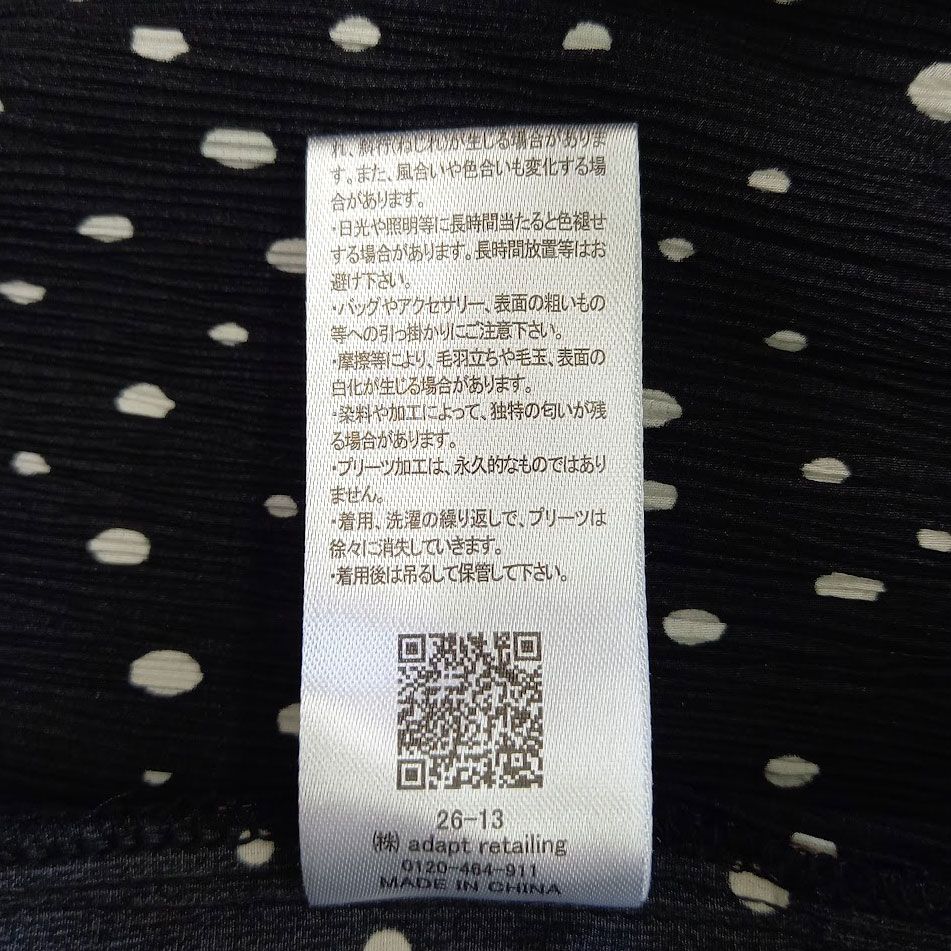 れ、斜行(ねじれ)が生じる場合がありま
す。また、風合いや色合いも変化する場
合があります。
・日光や照明等に長時間当たると色褪せ
する場合があります。長時間放置等はお
避け下さい。
・バッグやアクセサリー、表面の粗いもの
等への引っ掛かりにご注意下さい。
・摩擦等により、毛羽立ちや毛玉、表面の
白化が生じる場合があります。
・染料や加工によって、独特の匂いが残
る場合があります。
・プリーツ加工は、永久的なものではあり
ません。
・着用、洗濯の繰り返しで、プリーツは
徐々に消失していきます。
・着用後は吊るして保管して下さい。
26-13
(株) adapt retailing
0120-464-911
MADE IN CHINA